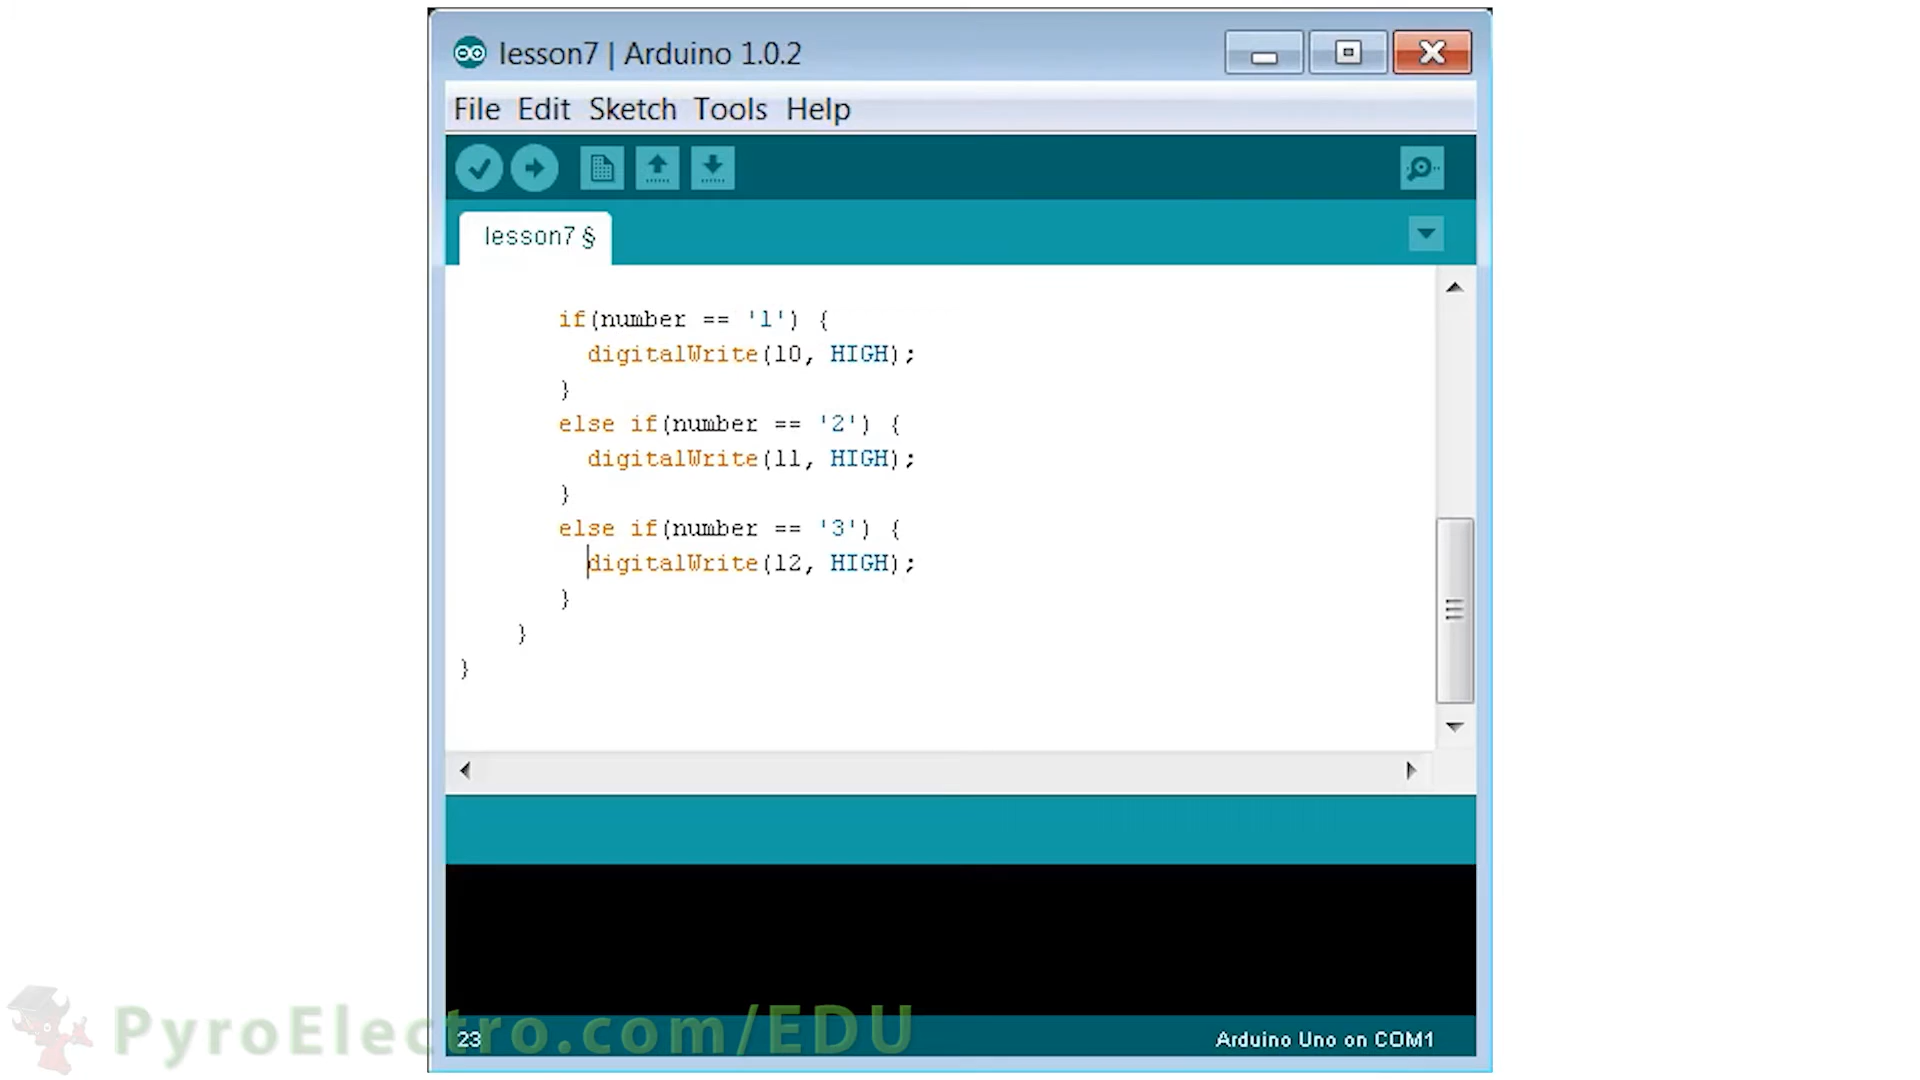 lesson7 | Arduino 1.0.2
File Edit Sketch Tools Help
lesson7 §
if(number == '1') {
digitalWrite(10, HIGH);
}
else if(number == '2') {
digitalWrite(11, HIGH);
}
else if(number == '3') {
digitalWrite(12, HIGH);
}
}
}
PyroElectro.com/EDU
23
Arduino Uno on COM1